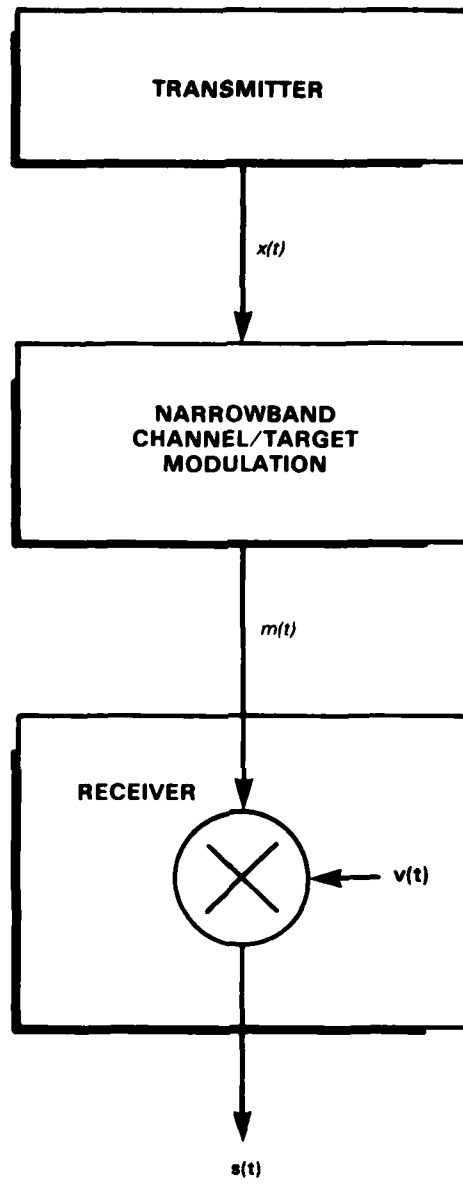 TRANSMITTER
x(t)
NARROWBAND
CHANNEL/TARGET
MODULATION
m(t)
RECEIVER
v(t)
s(t)